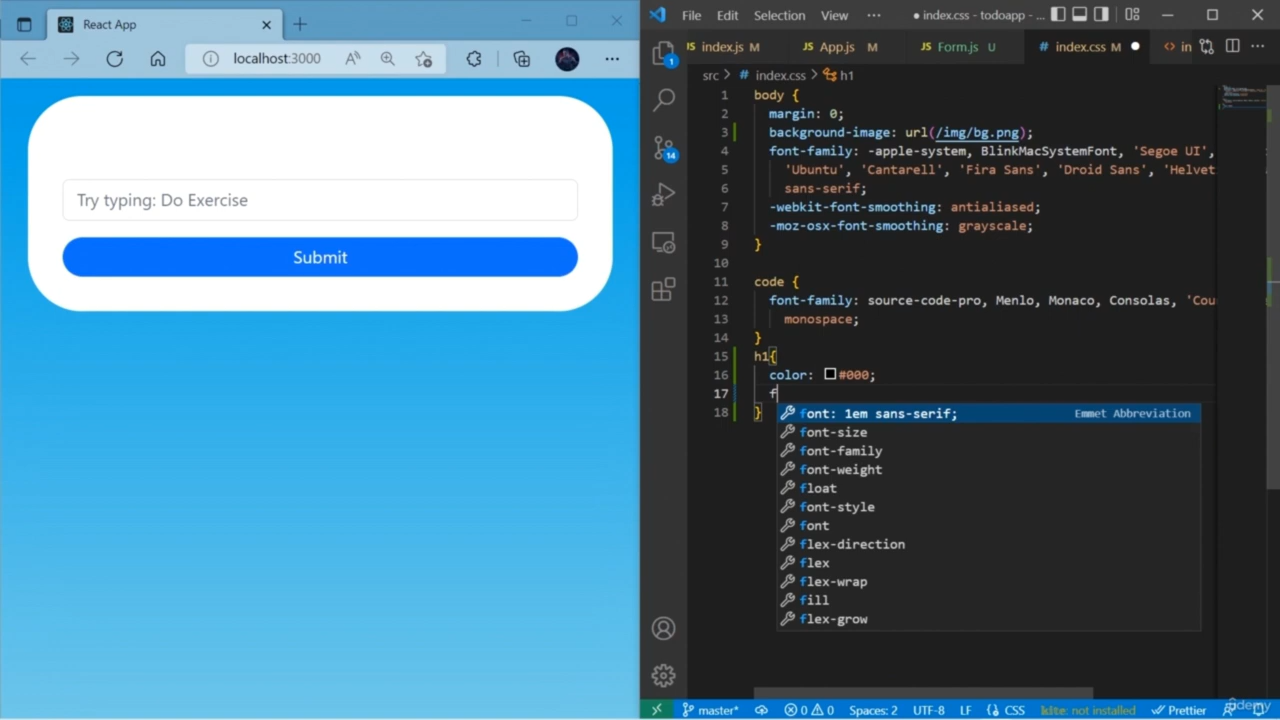 React App
localhost:3000
Try typing: Do Exercise
Submit
File Edit Selection View ··· ● index.css - todoapp - ...
index.js M App.js M Form.js U index.css M in
src > # index.css > h1
1 body {
2 margin: 0;
3 background-image: url(/img/bg.png);
4 font-family: -apple-system, BlinkMacSystemFont, 'Segoe UI',
5 'Ubuntu', 'Cantarell', 'Fira Sans', 'Droid Sans', 'Helvet
6 sans-serif;
7 -webkit-font-smoothing: antialiased;
8 -moz-osx-font-smoothing: grayscale;
9 }
10
11 code {
12 font-family: source-code-pro, Menlo, Monaco, Consolas, 'Cou
13 monospace;
14 }
15 h1{
16 color: #000;
17 f
18 }
font: 1em sans-serif; Emmet Abbreviation
font-size
font-family
font-weight
float
font-style
font
flex-direction
flex
flex-wrap
fill
flex-grow
1
14
master* 0 0 Spaces: 2 UTF-8 LF {} CSS kite: not installed Prettier
udemy